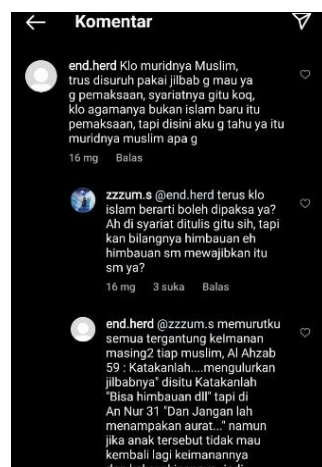 Komentar
end.herd Klo muridnya Muslim,
trus disuruh pakai jilbab g mau ya
g pemaksaan, syariatnya gitu koq,
klo agamanya bukan islam baru itu
pemaksaan, tapi disini aku g tahu ya itu
muridnya muslim apa g
16 mg Balas
zzzum.s @end.herd terus klo
islam berarti boleh dipaksa ya?
Ah di syariat ditulis gitu sih, tapi
kan bilangnya himbauan eh
himbauan sm mewajibkan itu
sm ya?
16 mg 3 suka Balas
end.herd @zzzum.s memurutku
semua tergantung keImanan
masing2 tiap muslim, Al Ahzab
59 : Katakanlah....mengulurkan
jilbabnya" disitu Katakanlah
"Bisa himbauan dll" tapi di
An Nur 31 "Dan Jangan lah
menampakan aurat..." namun
jika anak tersebut tidak mau
kembali lagi keimanannya